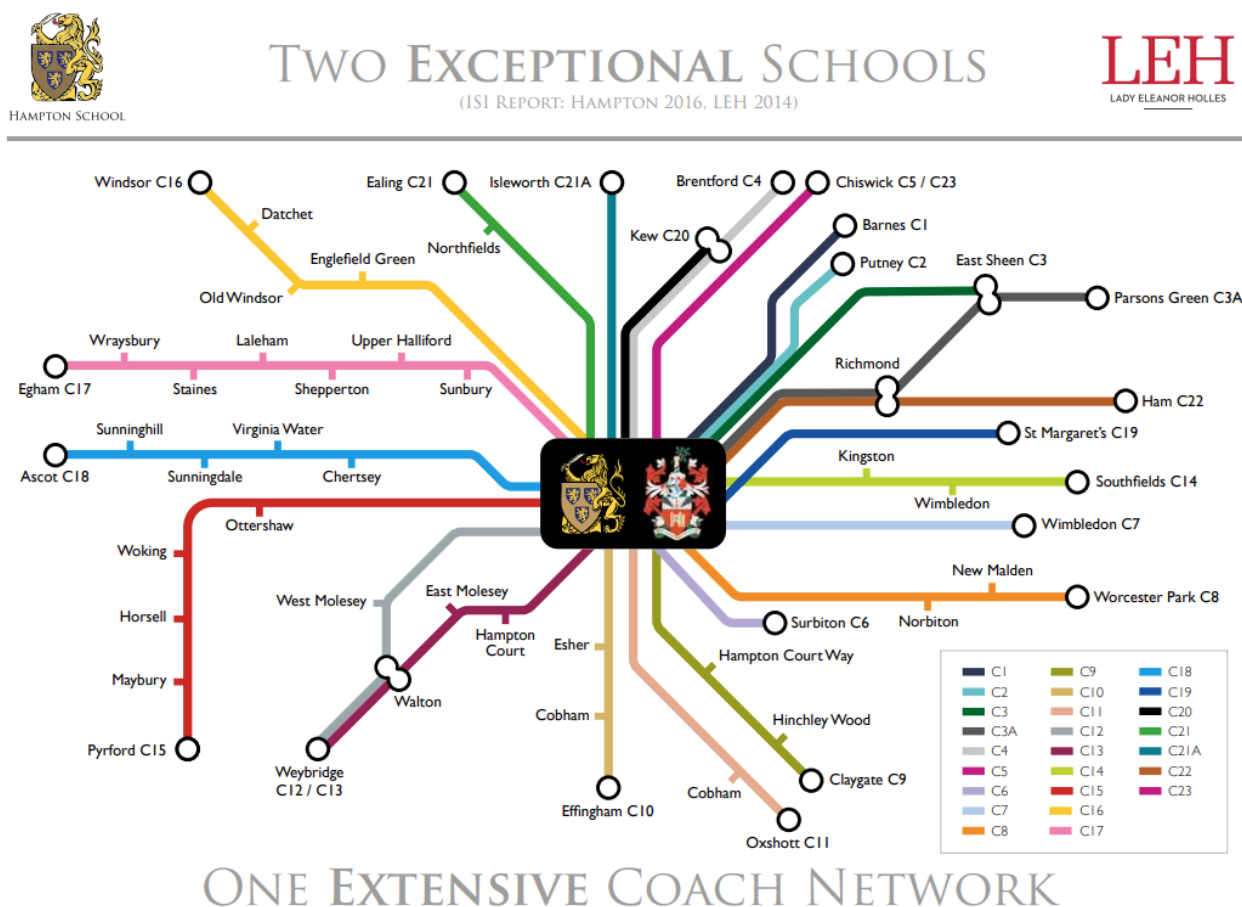 TWO EXCEPTIONAL SCHOOLS
(ISI REPORT: HAMPTON 2016, LEH 2014)
HAMPTON SCHOOL
LEH
LADY ELEANOR HOLLES
Windsor C16
Datchet
Old Windsor
Englefield Green
Ealing C21
Northfields
Isleworth C21A
Brentford C4
Kew C20
Chiswick C5 / C23
Barnes C1
Putney C2
East Sheen C3
Parsons Green C3A
Richmond
Ham C22
St Margaret's C19
Kingston
Wimbledon
Southfields C14
Wimbledon C7
New Malden
Norbiton
Worcester Park C8
Surbiton C6
Wraysbury
Laleham
Upper Halliford
Egham C17
Staines
Shepperton
Sunbury
Sunninghill
Virginia Water
Ascot C18
Sunningdale
Chertsey
Ottershaw
Woking
Horsell
Maybury
Pyrford C15
West Molesey
East Molesey
Hampton
Court
Walton
Weybridge
C12 / C13
Esher
Cobham
Effingham C10
Hampton Court Way
Hinchley Wood
Claygate C9
Cobham
Oxshott C11
C1
C2
C3
C3A
C4
C5
C6
C7
C8
C9
C10
C11
C12
C13
C14
C15
C16
C17
C18
C19
C20
C21
C21A
C22
C23
ONE EXTENSIVE COACH NETWORK